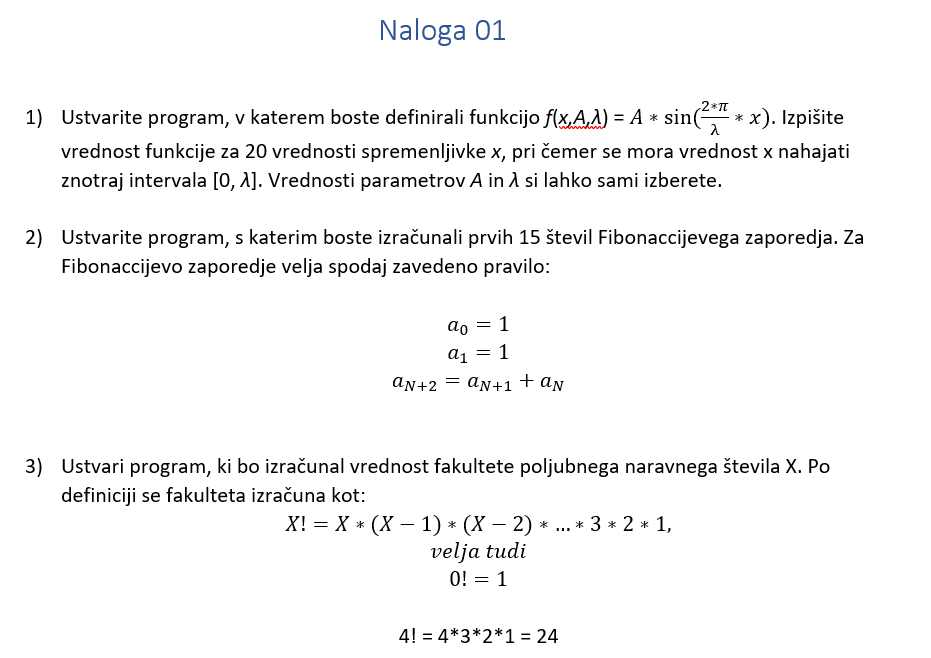 Naloga 01
1) Ustvarite program, v katerem boste definirali funkcijo f(x,A,λ) = A * sin(2*π/λ * x). Izpišite
vrednost funkcije za 20 vrednosti spremenljivke x, pri čemer se mora vrednost x nahajati
znotraj intervala [0, λ]. Vrednosti parametrov A in λ si lahko sami izberete.
2) Ustvarite program, s katerim boste izračunali prvih 15 števil Fibonaccijevega zaporedja. Za
Fibonaccijevo zaporedje velja spodaj zavedeno pravilo:
a₀ = 1
a₁ = 1
a_{N+2} = a_{N+1} + a_N
3) Ustvari program, ki bo izračunal vrednost fakultete poljubnega naravnega števila X. Po
definiciji se fakulteta izračuna kot:
X! = X * (X − 1) * (X − 2) * … * 3 * 2 * 1,
velja tudi
0! = 1
4! = 4*3*2*1 = 24